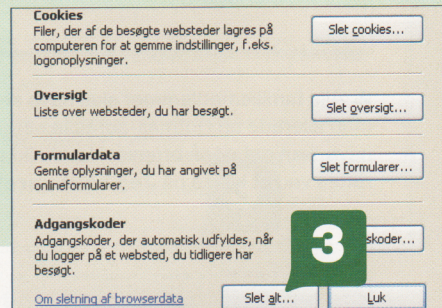 Cookies
Filer, der af de besøgte websteder lagres på
computeren for at gemme indstillinger, f.eks.
logonoplysninger.
Slet cookies...
Oversigt
Liste over websteder, du har besøgt.
Slet oversigt...
Formulardata
Gemte oplysninger, du har angivet på
onlineformularer.
Slet formularer...
Adgangskoder
Adgangskoder, der automatisk udfyldes, når
du logger på et websted, du tidligere har
besøgt.
skoder...
3
Om sletning af browserdata
Slet alt...
Luk